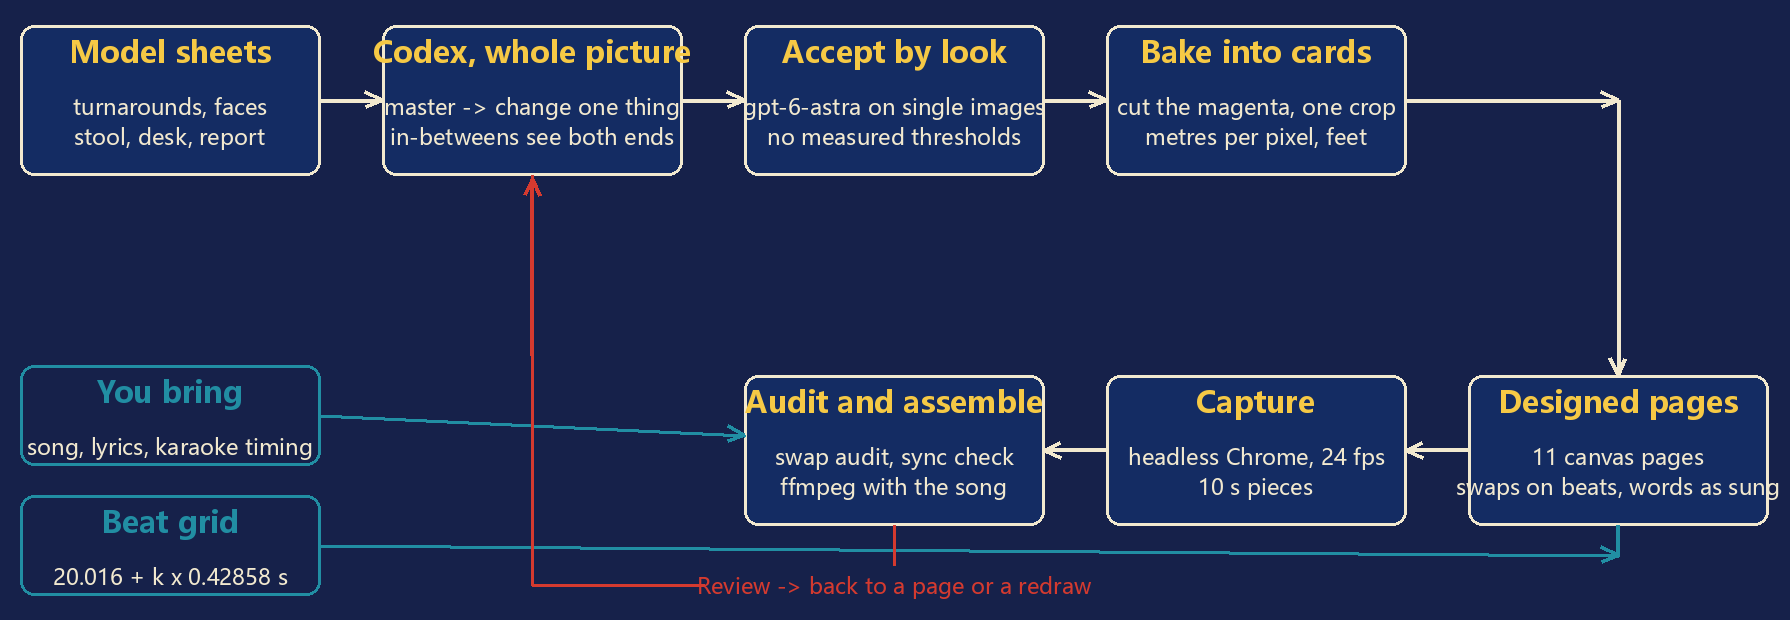 Model sheets
turnarounds, faces
stool, desk, report
Codex, whole picture
master -> change one thing
in-betweens see both ends
Accept by look
gpt-6-astra on single images
no measured thresholds
Bake into cards
cut the magenta, one crop
metres per pixel, feet
You bring
song, lyrics, karaoke timing
Audit and assemble
swap audit, sync check
ffmpeg with the song
Capture
headless Chrome, 24 fps
10 s pieces
Designed pages
11 canvas pages
swaps on beats, words as sung
Beat grid
20.016 + k x 0.42858 s
Review -> back to a page or a redraw